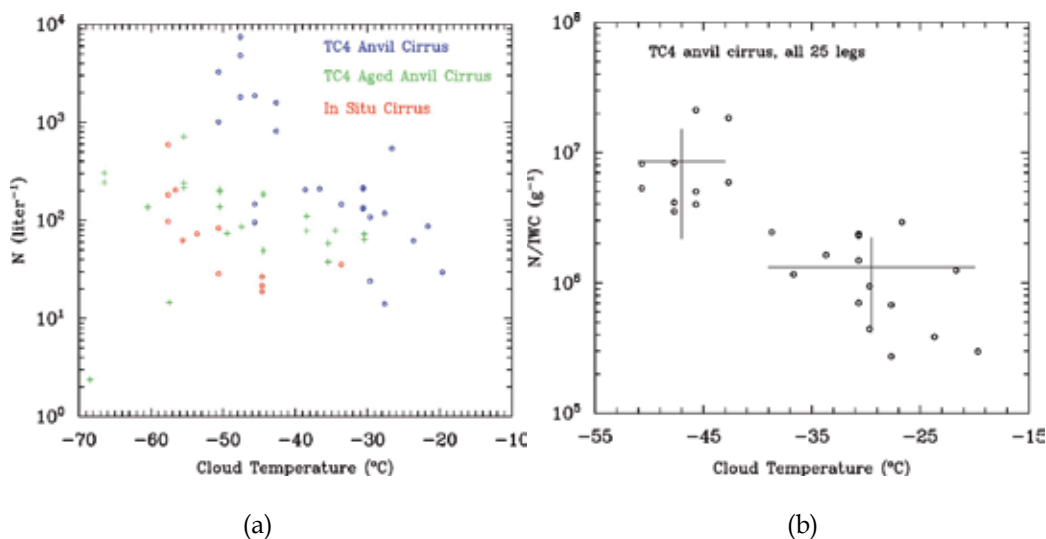 10⁴
10³
10²
10¹
10⁰
N (liter⁻¹)
TC4 Anvil Cirrus
TC4 Aged Anvil Cirrus
In Situ Cirrus
-70 -60 -50 -40 -30 -20 -10
Cloud Temperature (ºC)
(a)
10⁸
10⁷
10⁶
10⁵
N/IWC (g⁻¹)
TC4 anvil cirrus, all 25 legs
-55 -45 -35 -25 -15
Cloud Temperature (ºC)
(b)